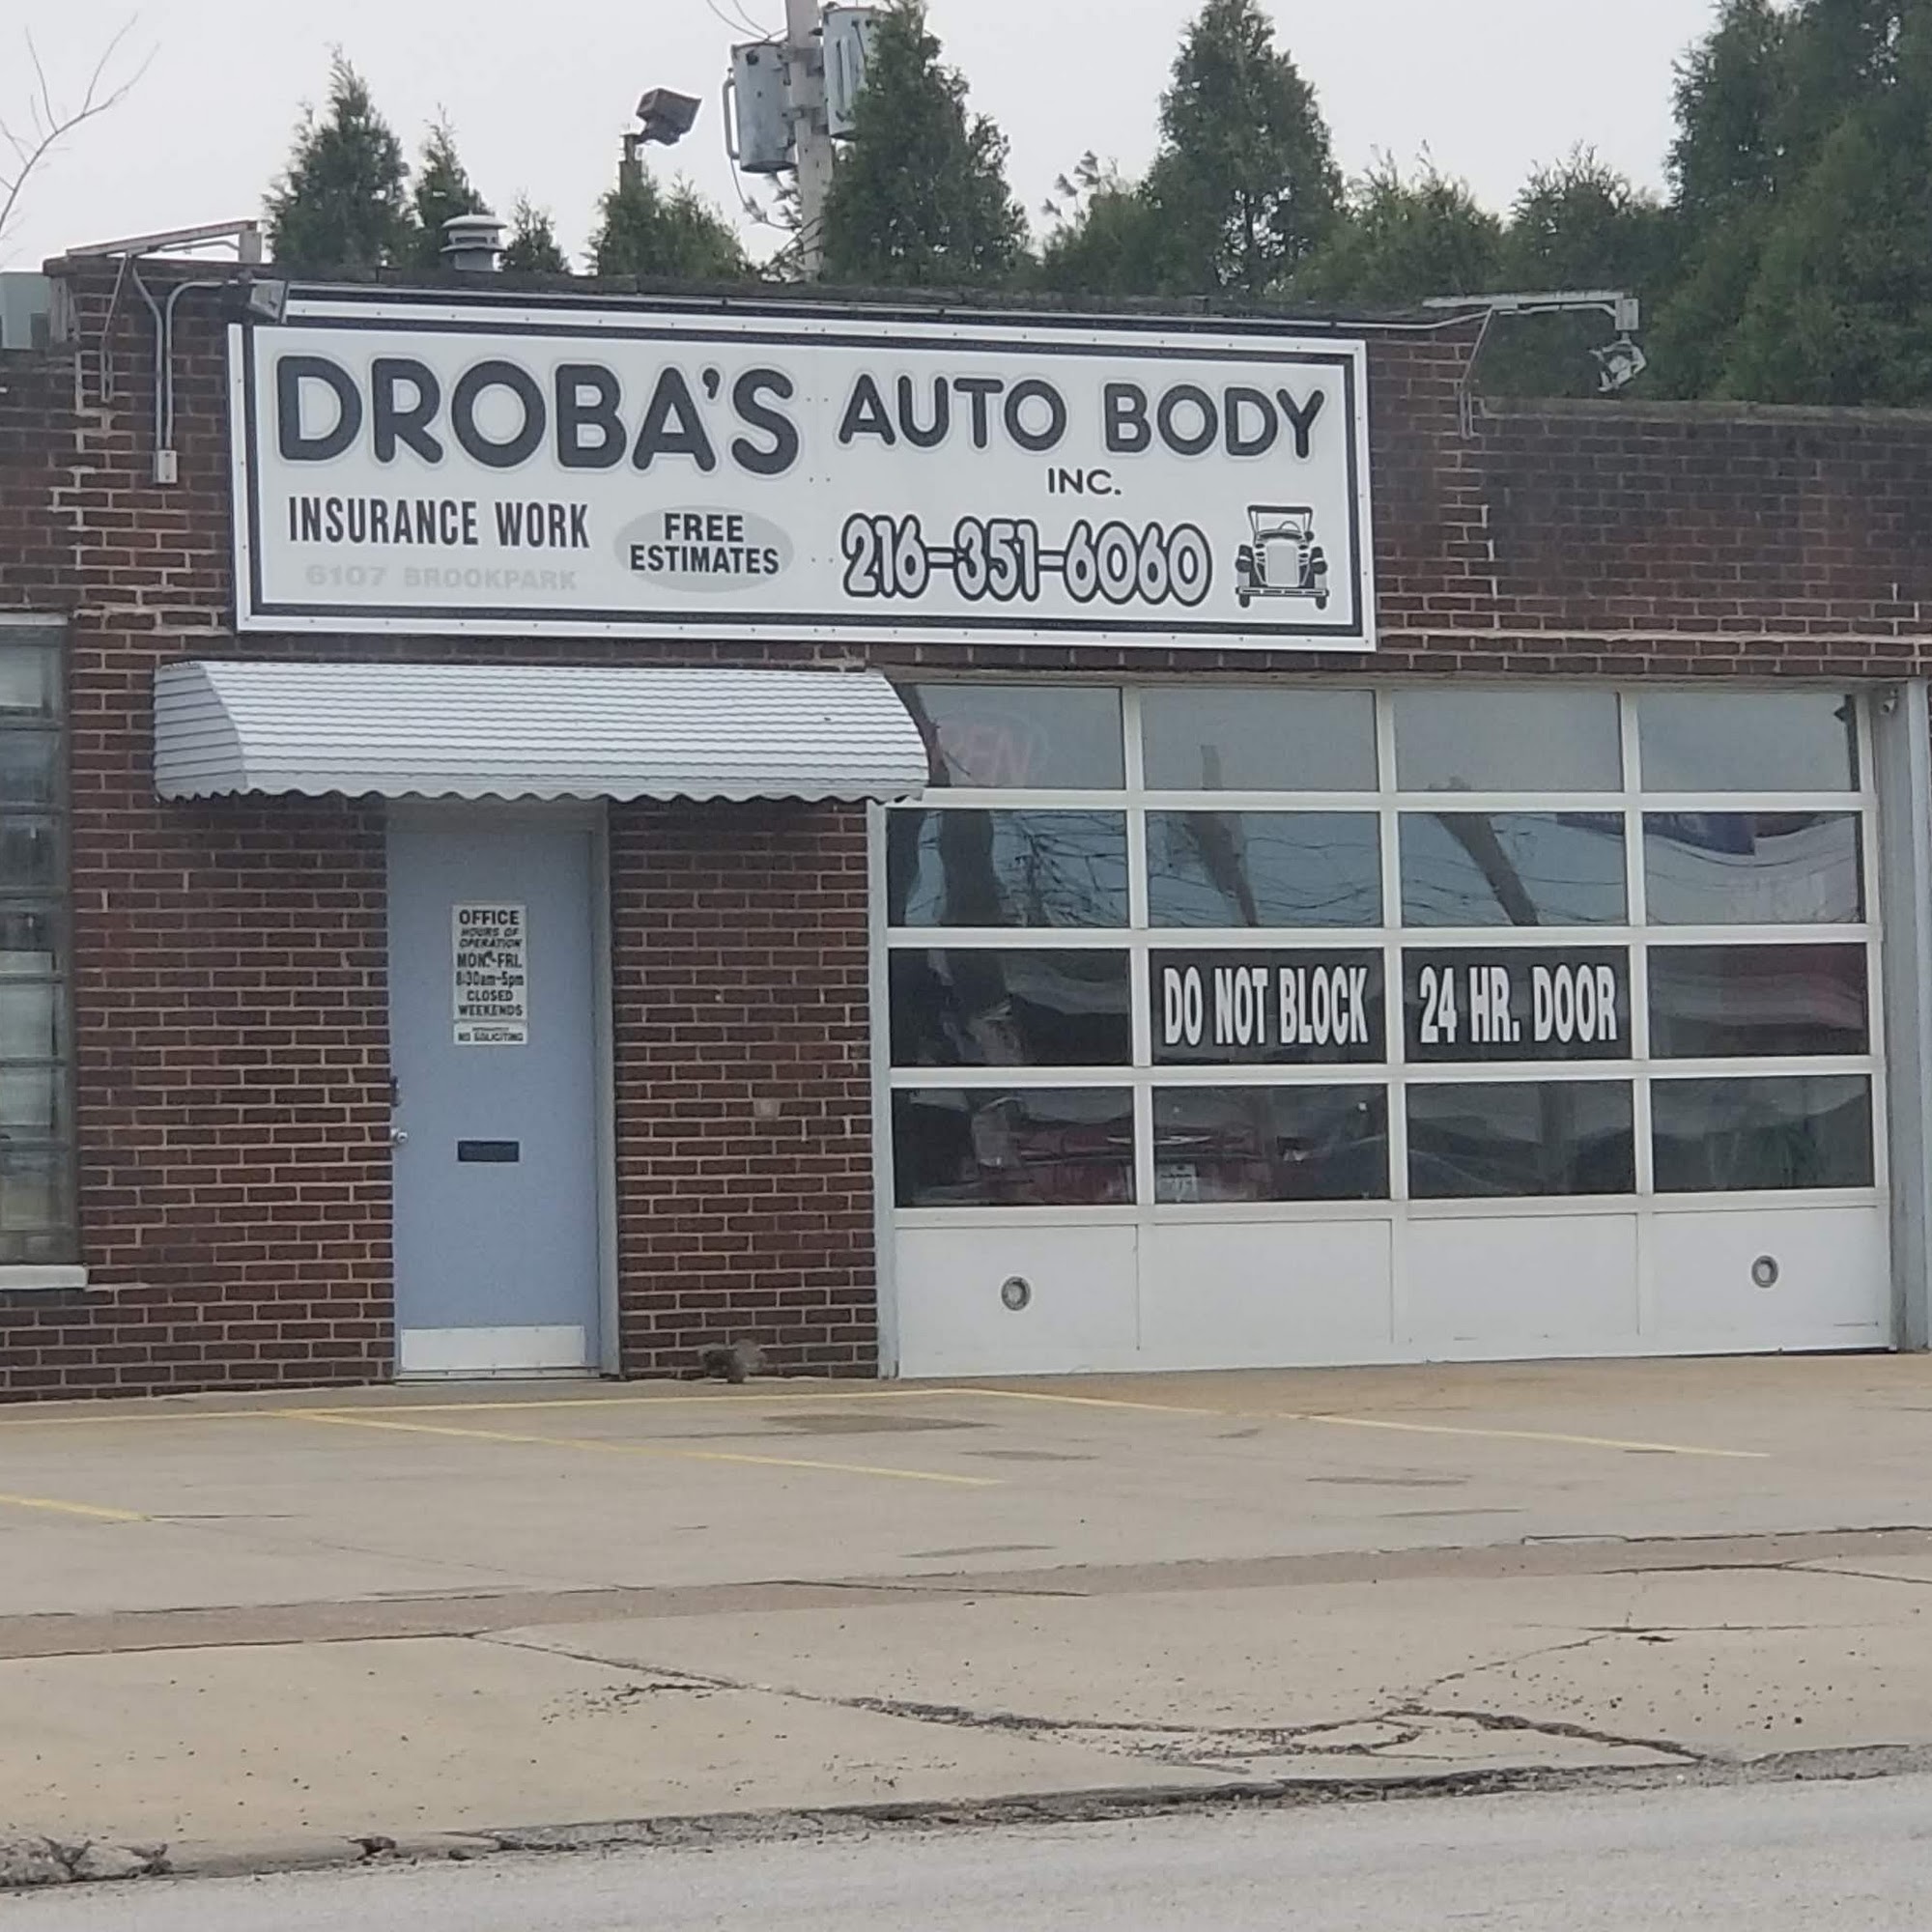 DROBA'S AUTO BODY
INC.
INSURANCE WORK
FREE
ESTIMATES
216-351-6060
6107 BROOKPARK
OFFICE
HOURS OF
OPERATION
MON.-FRI.
8:30am-5pm
CLOSED
WEEKENDS
NO SOLICITING
DO NOT BLOCK
24 HR. DOOR